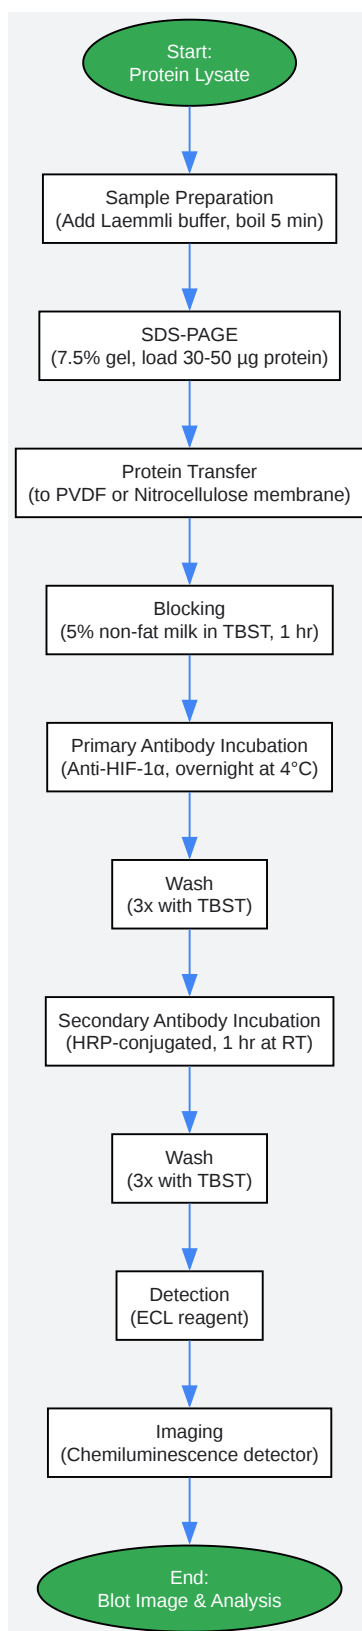 Start:
Protein Lysate
Sample Preparation
(Add Laemmli buffer, boil 5 min)
SDS-PAGE
(7.5% gel, load 30-50 µg protein)
Protein Transfer
(to PVDF or Nitrocellulose membrane)
Blocking
(5% non-fat milk in TBST, 1 hr)
Primary Antibody Incubation
(Anti-HIF-1α, overnight at 4°C)
Wash
(3x with TBST)
Secondary Antibody Incubation
(HRP-conjugated, 1 hr at RT)
Wash
(3x with TBST)
Detection
(ECL reagent)
Imaging
(Chemiluminescence detector)
End:
Blot Image & Analysis